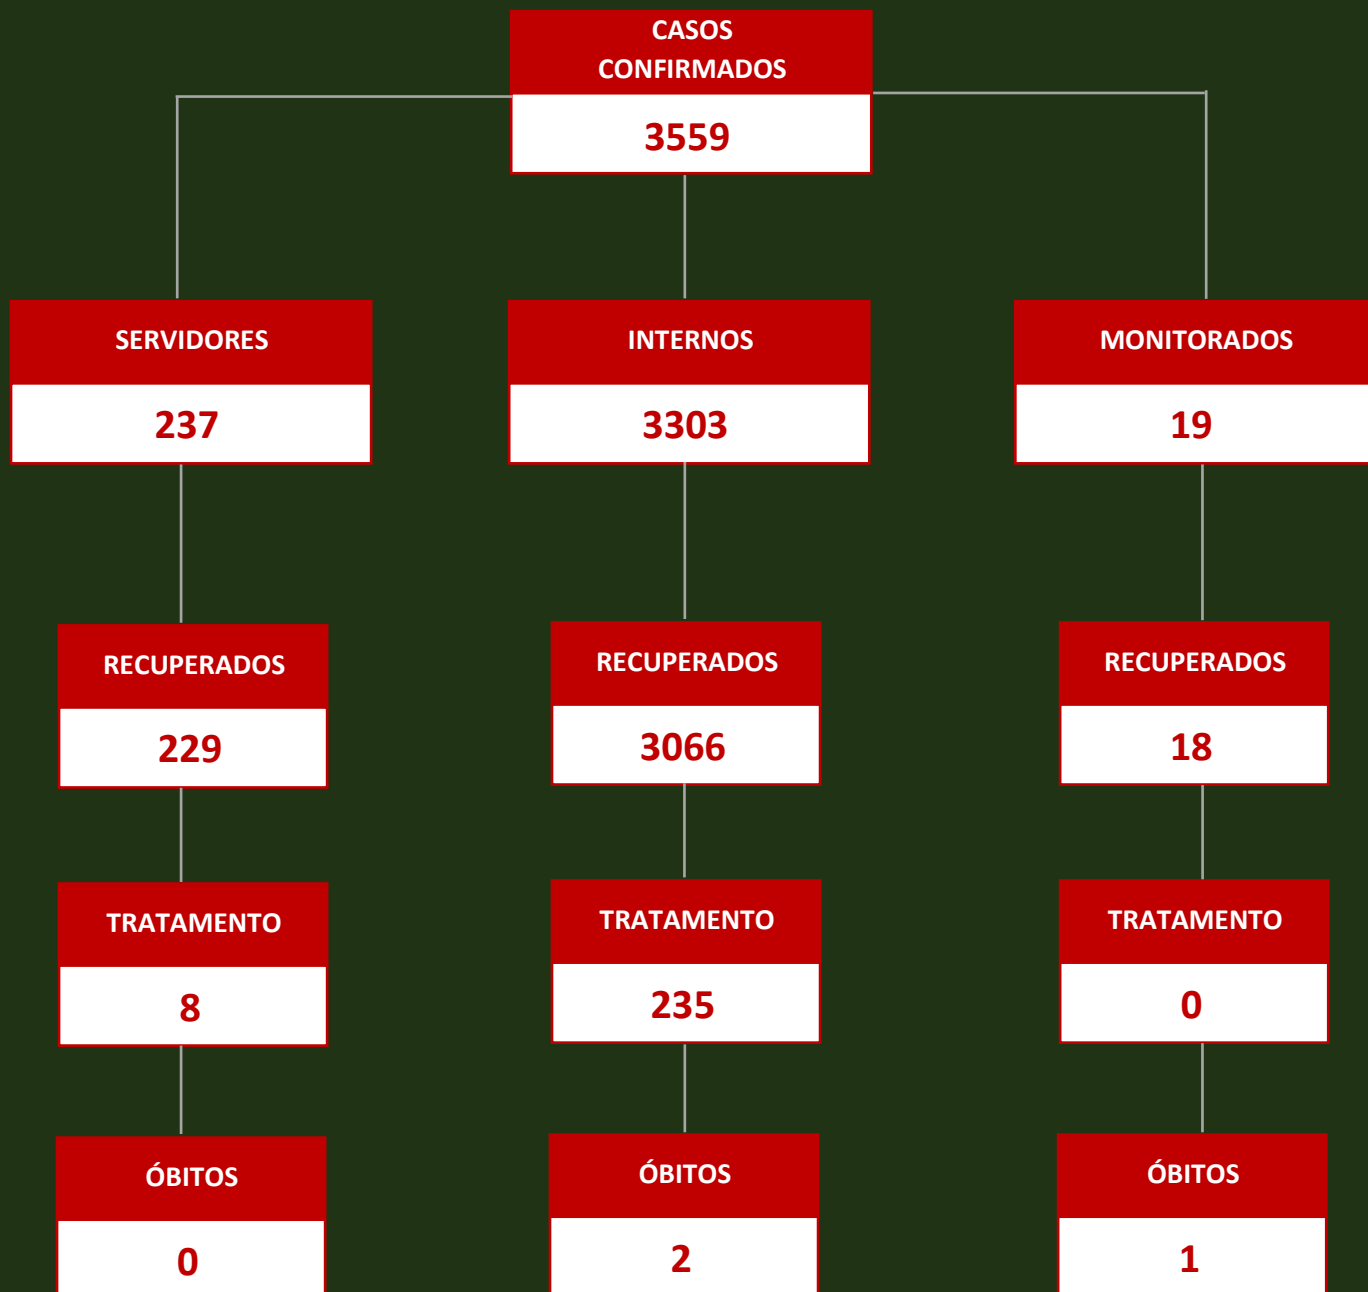 CASOS
CONFIRMADOS
3559
SERVIDORES
237
INTERNOS
3303
MONITORADOS
19
RECUPERADOS
229
RECUPERADOS
3066
RECUPERADOS
18
TRATAMENTO
8
TRATAMENTO
235
TRATAMENTO
0
ÓBITOS
0
ÓBITOS
2
ÓBITOS
1